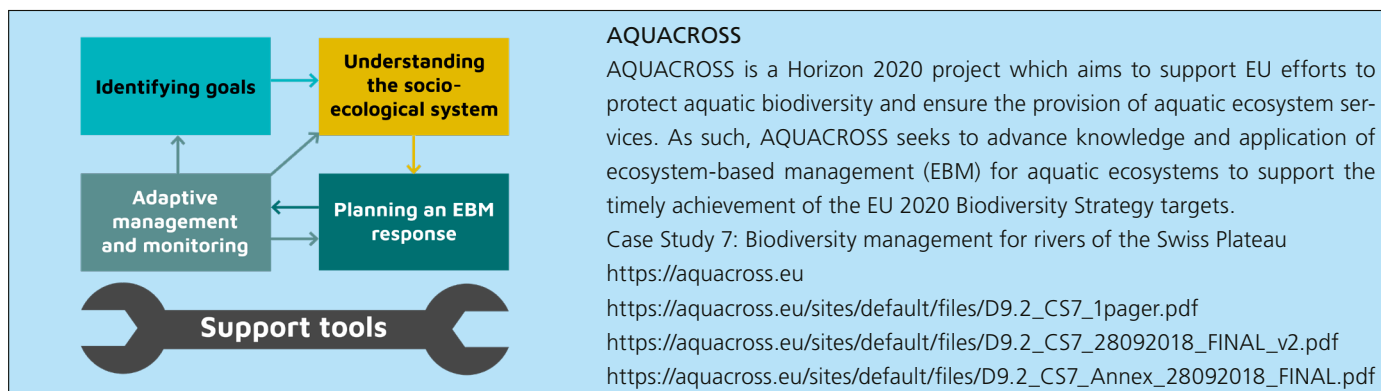 Identifying goals
Understanding
the socio-
ecological system
Adaptive
management
and monitoring
Planning an EBM
response
Support tools
AQUACROSS
AQUACROSS is a Horizon 2020 project which aims to support EU efforts to
protect aquatic biodiversity and ensure the provision of aquatic ecosystem ser-
vices. As such, AQUACROSS seeks to advance knowledge and application of
ecosystem-based management (EBM) for aquatic ecosystems to support the
timely achievement of the EU 2020 Biodiversity Strategy targets.
Case Study 7: Biodiversity management for rivers of the Swiss Plateau
https://aquacross.eu
https://aquacross.eu/sites/default/files/D9.2_CS7_1pager.pdf
https://aquacross.eu/sites/default/files/D9.2_CS7_28092018_FINAL_v2.pdf
https://aquacross.eu/sites/default/files/D9.2_CS7_Annex_28092018_FINAL.pdf